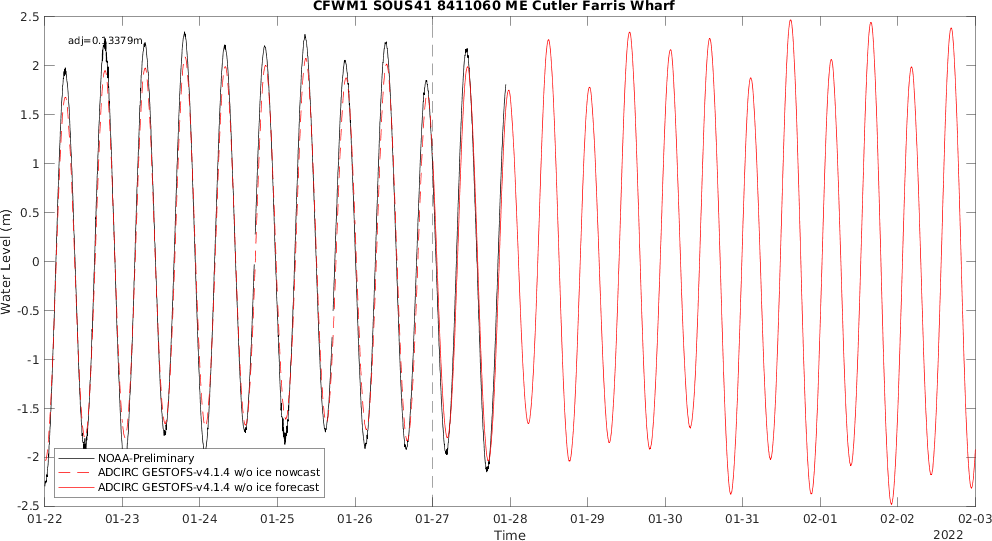 CFWM1 SOUS41 8411060 ME Cutler Farris Wharf
2.5
2
1.5
1
0.5
0
-0.5
-1
-1.5
-2
-2.5
Water Level (m)
adj=0.13379m
NOAA-Preliminary
ADCIRC GESTOFS-v4.1.4 w/o ice nowcast
ADCIRC GESTOFS-v4.1.4 w/o ice forecast
01-22 01-23 01-24 01-25 01-26 01-27 01-28 01-29 01-30 01-31 02-01 02-02 02-03
Time
2022